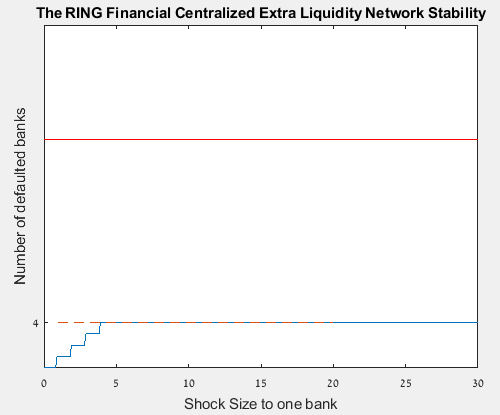 The RING Financial Centralized Extra Liquidity Network Stability
Number of defaulted banks
4
0 5 10 15 20 25 30
Shock Size to one bank